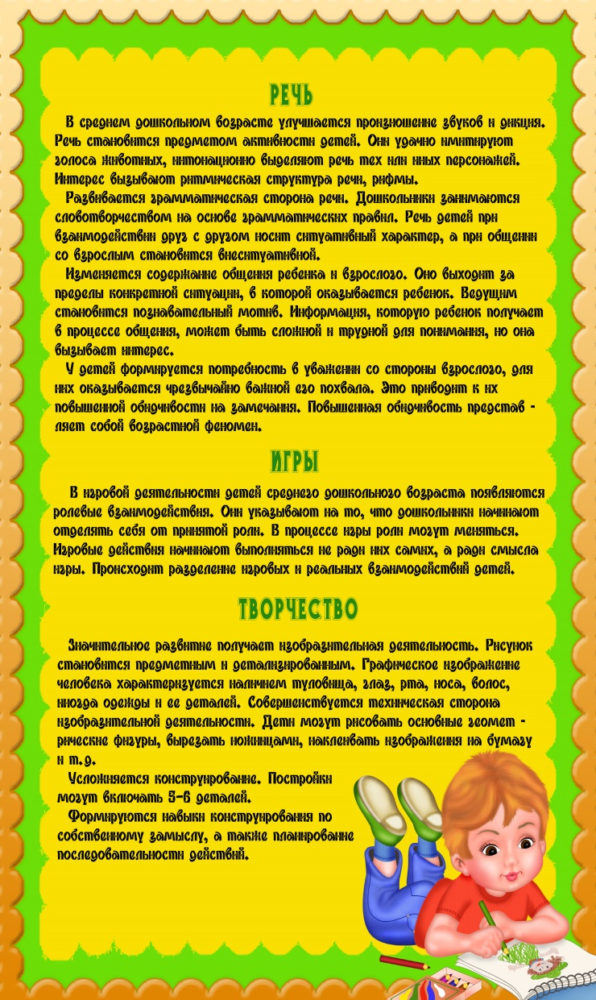 РЕЧЬ
В среднем дошкольном возрасте улучшается произношение звуков и дикция.
Речь становится предметом активности детей. Они удачно имитируют
голоса животных, интонационно выделяют речь тех или иных персонажей.
Интерес вызывают ритмическая структура речи, рифмы.
Развивается грамматическая сторона речи. Дошкольники занимаются
словотворчеством на основе грамматических правил. Речь детей при
взаимодействии друг с другом носит ситуативный характер, а при общении
со взрослым становится внеситуативной.
Изменяется содержание общения ребенка и взрослого. Оно выходит за
пределы конкретной ситуации, в которой оказывается ребенок. Ведущим
становится познавательный мотив. Информация, которую ребенок получает
в процессе общения, может быть сложной и трудной для понимания, но она
вызывает интерес.
У детей формируется потребность в уважении со стороны взрослого, для
них оказывается чрезвычайно важной его похвала. Это приводит к их
повышенной обидчивости на замечания. Повышенная обидчивость представ -
ляет собой возрастной феномен.
ИГРЫ
В игровой деятельности детей среднего дошкольного возраста появляются
ролевые взаимодействия. Они указывают на то, что дошкольники начинают
отделять себя от принятой роли. В процессе игры роли могут меняться.
Игровые действия начинают выполняться не ради них самих, а ради смысла
игры. Происходит разделение игровых и реальных взаимодействий детей.
ТВОРЧЕСТВО
Значительное развитие получает изобразительная деятельность. Рисунок
становится предметным и детализированным. Графическое изображение
человека характеризуется наличием туловища, глаз, рта, носа, волос,
иногда одежды и ее деталей. Совершенствуется техническая сторона
изобразительной деятельности. Дети могут рисовать основные геомет -
рические фигуры, вырезать ножницами, наклеивать изображения на бумагу
и т.д.
Усложняется конструирование. Постройки
могут включать 5-6 деталей.
Формируются навыки конструирования по
собственному замыслу, а также планирование
последовательности действий.